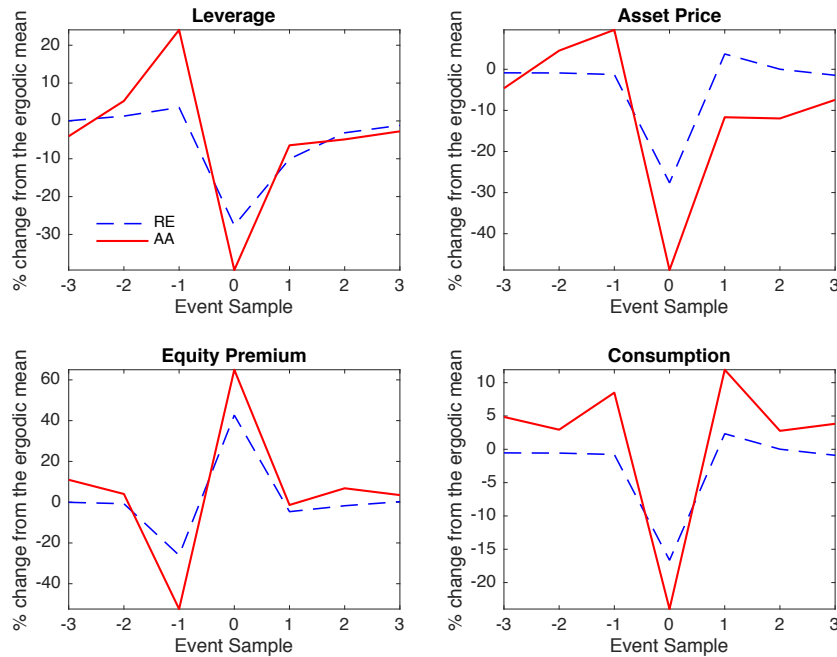 Leverage
% change from the ergodic mean
20
10
0
-10
-20
-30
RE
AA
-3 -2 -1 0 1 2 3
Event Sample
Asset Price
% change from the ergodic mean
0
-10
-20
-30
-40
-3 -2 -1 0 1 2 3
Event Sample
Equity Premium
% change from the ergodic mean
60
40
20
0
-20
-40
-3 -2 -1 0 1 2 3
Event Sample
Consumption
% change from the ergodic mean
10
5
0
-5
-10
-15
-20
-3 -2 -1 0 1 2 3
Event Sample